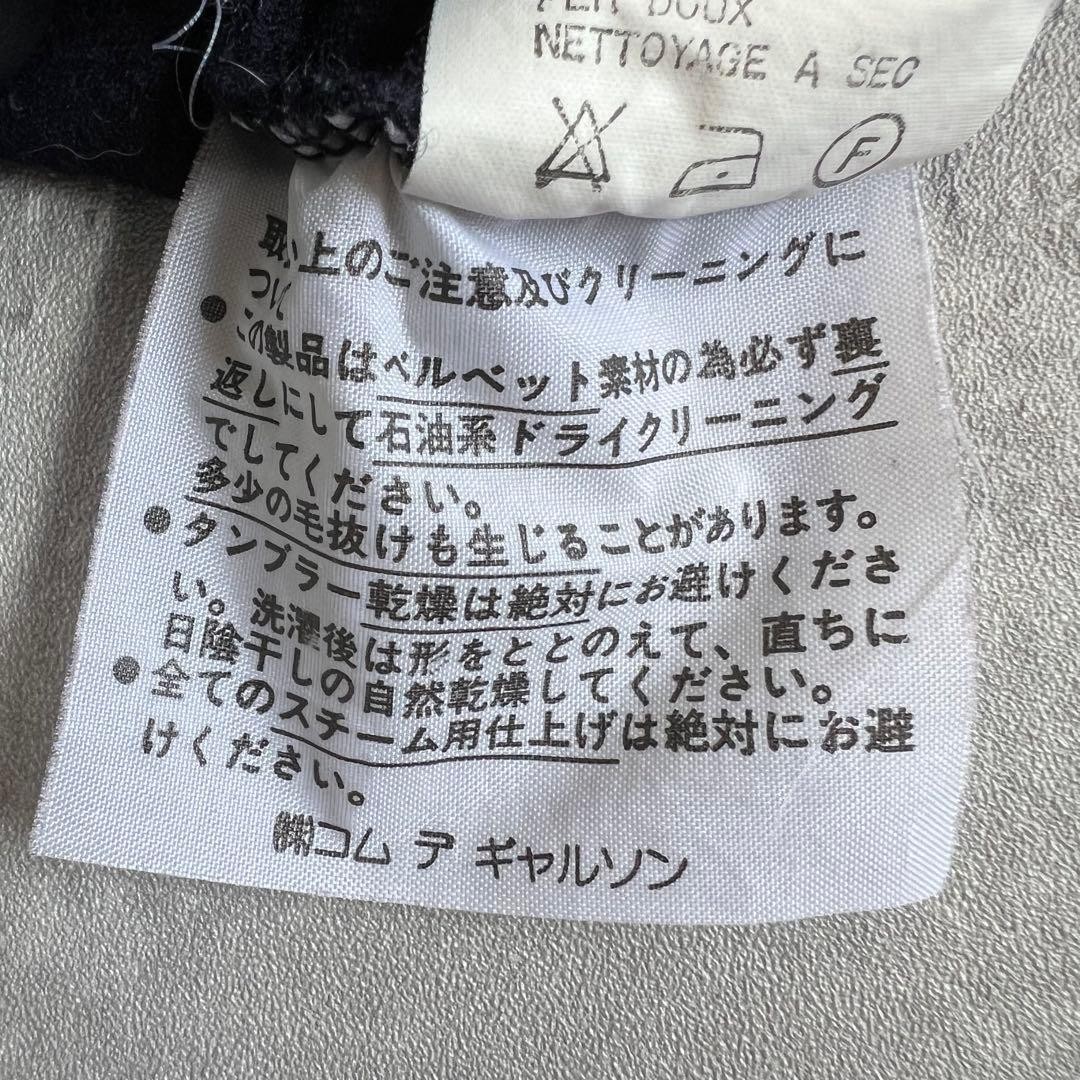 NETTOYAGE A SEC
F
取扱上のご注意及びクリーニングに
ついて
●この製品はベルベット素材の為必ず裏
返しにして石油系ドライクリーニング
でしてください。
多少の毛抜けも生じることがあります。
●タンブラー乾燥は絶対にお避けくださ
い。洗濯後は形をととのえて、直ちに
日陰干しの自然乾燥してください。
●全てのスチーム用仕上げは絶対にお避
けください。
㈱コム デ ギャルソン